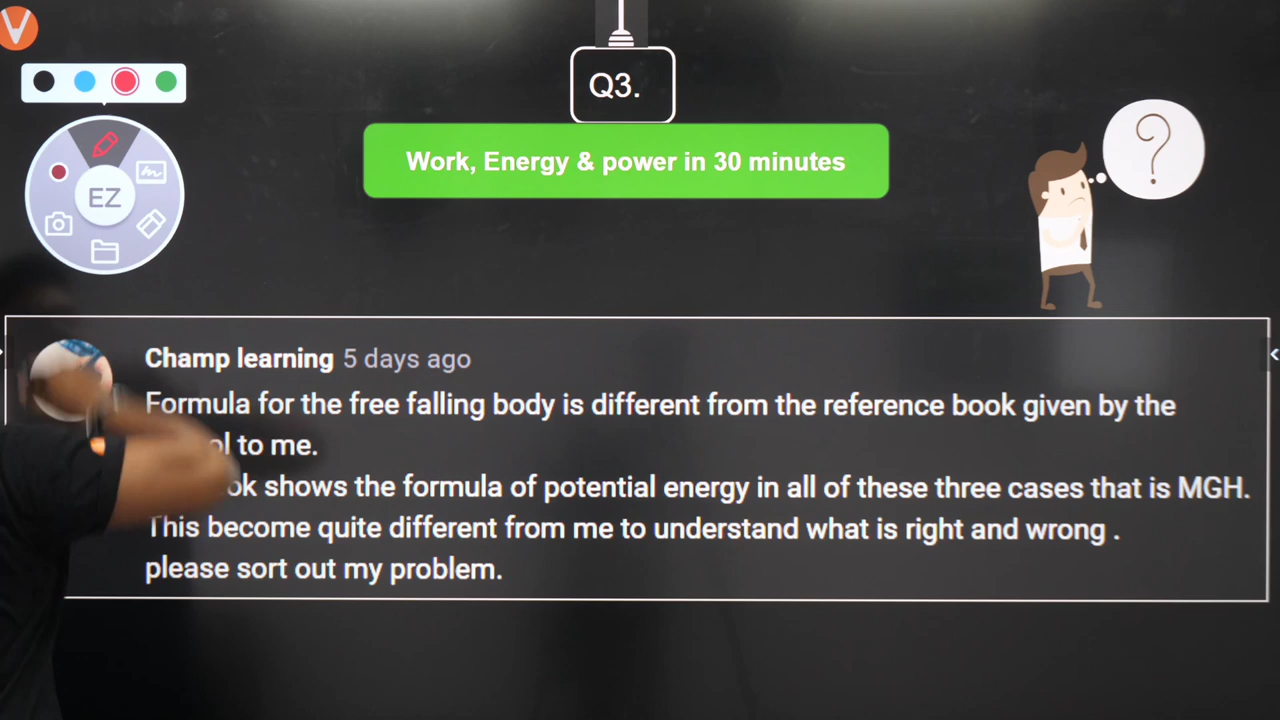 V
Q3.
Work, Energy & power in 30 minutes
EZ
?
Champ learning 5 days ago
Formula for the free falling body is different from the reference book given by the
to me.
shows the formula of potential energy in all of these three cases that is MGH.
This become quite different from me to understand what is right and wrong .
please sort out my problem.